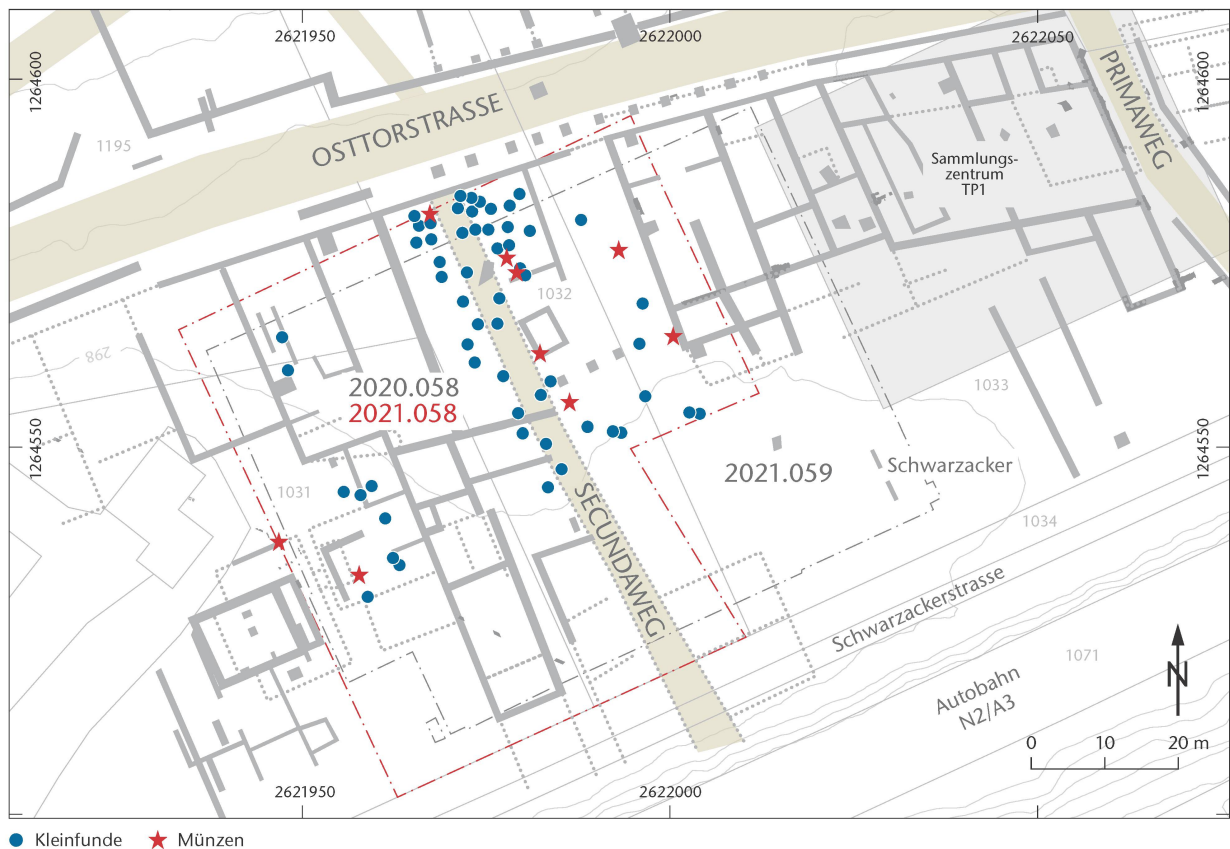 2621950
2622000
2622050
1264600
1264600
PRIMAWEG
OSTTORSTRASSE
1195
Sammlungs-
zentrum
TP1
1032
298
2020.058
2021.058
1033
1264550
1264550
2021.059
Schwarzacker
1031
1034
SECUNDAWEG
Schwarzackerstrasse
1071
Autobahn
N2/A3
N
0 10 20 m
2621950
2622000
Kleinfunde
Münzen